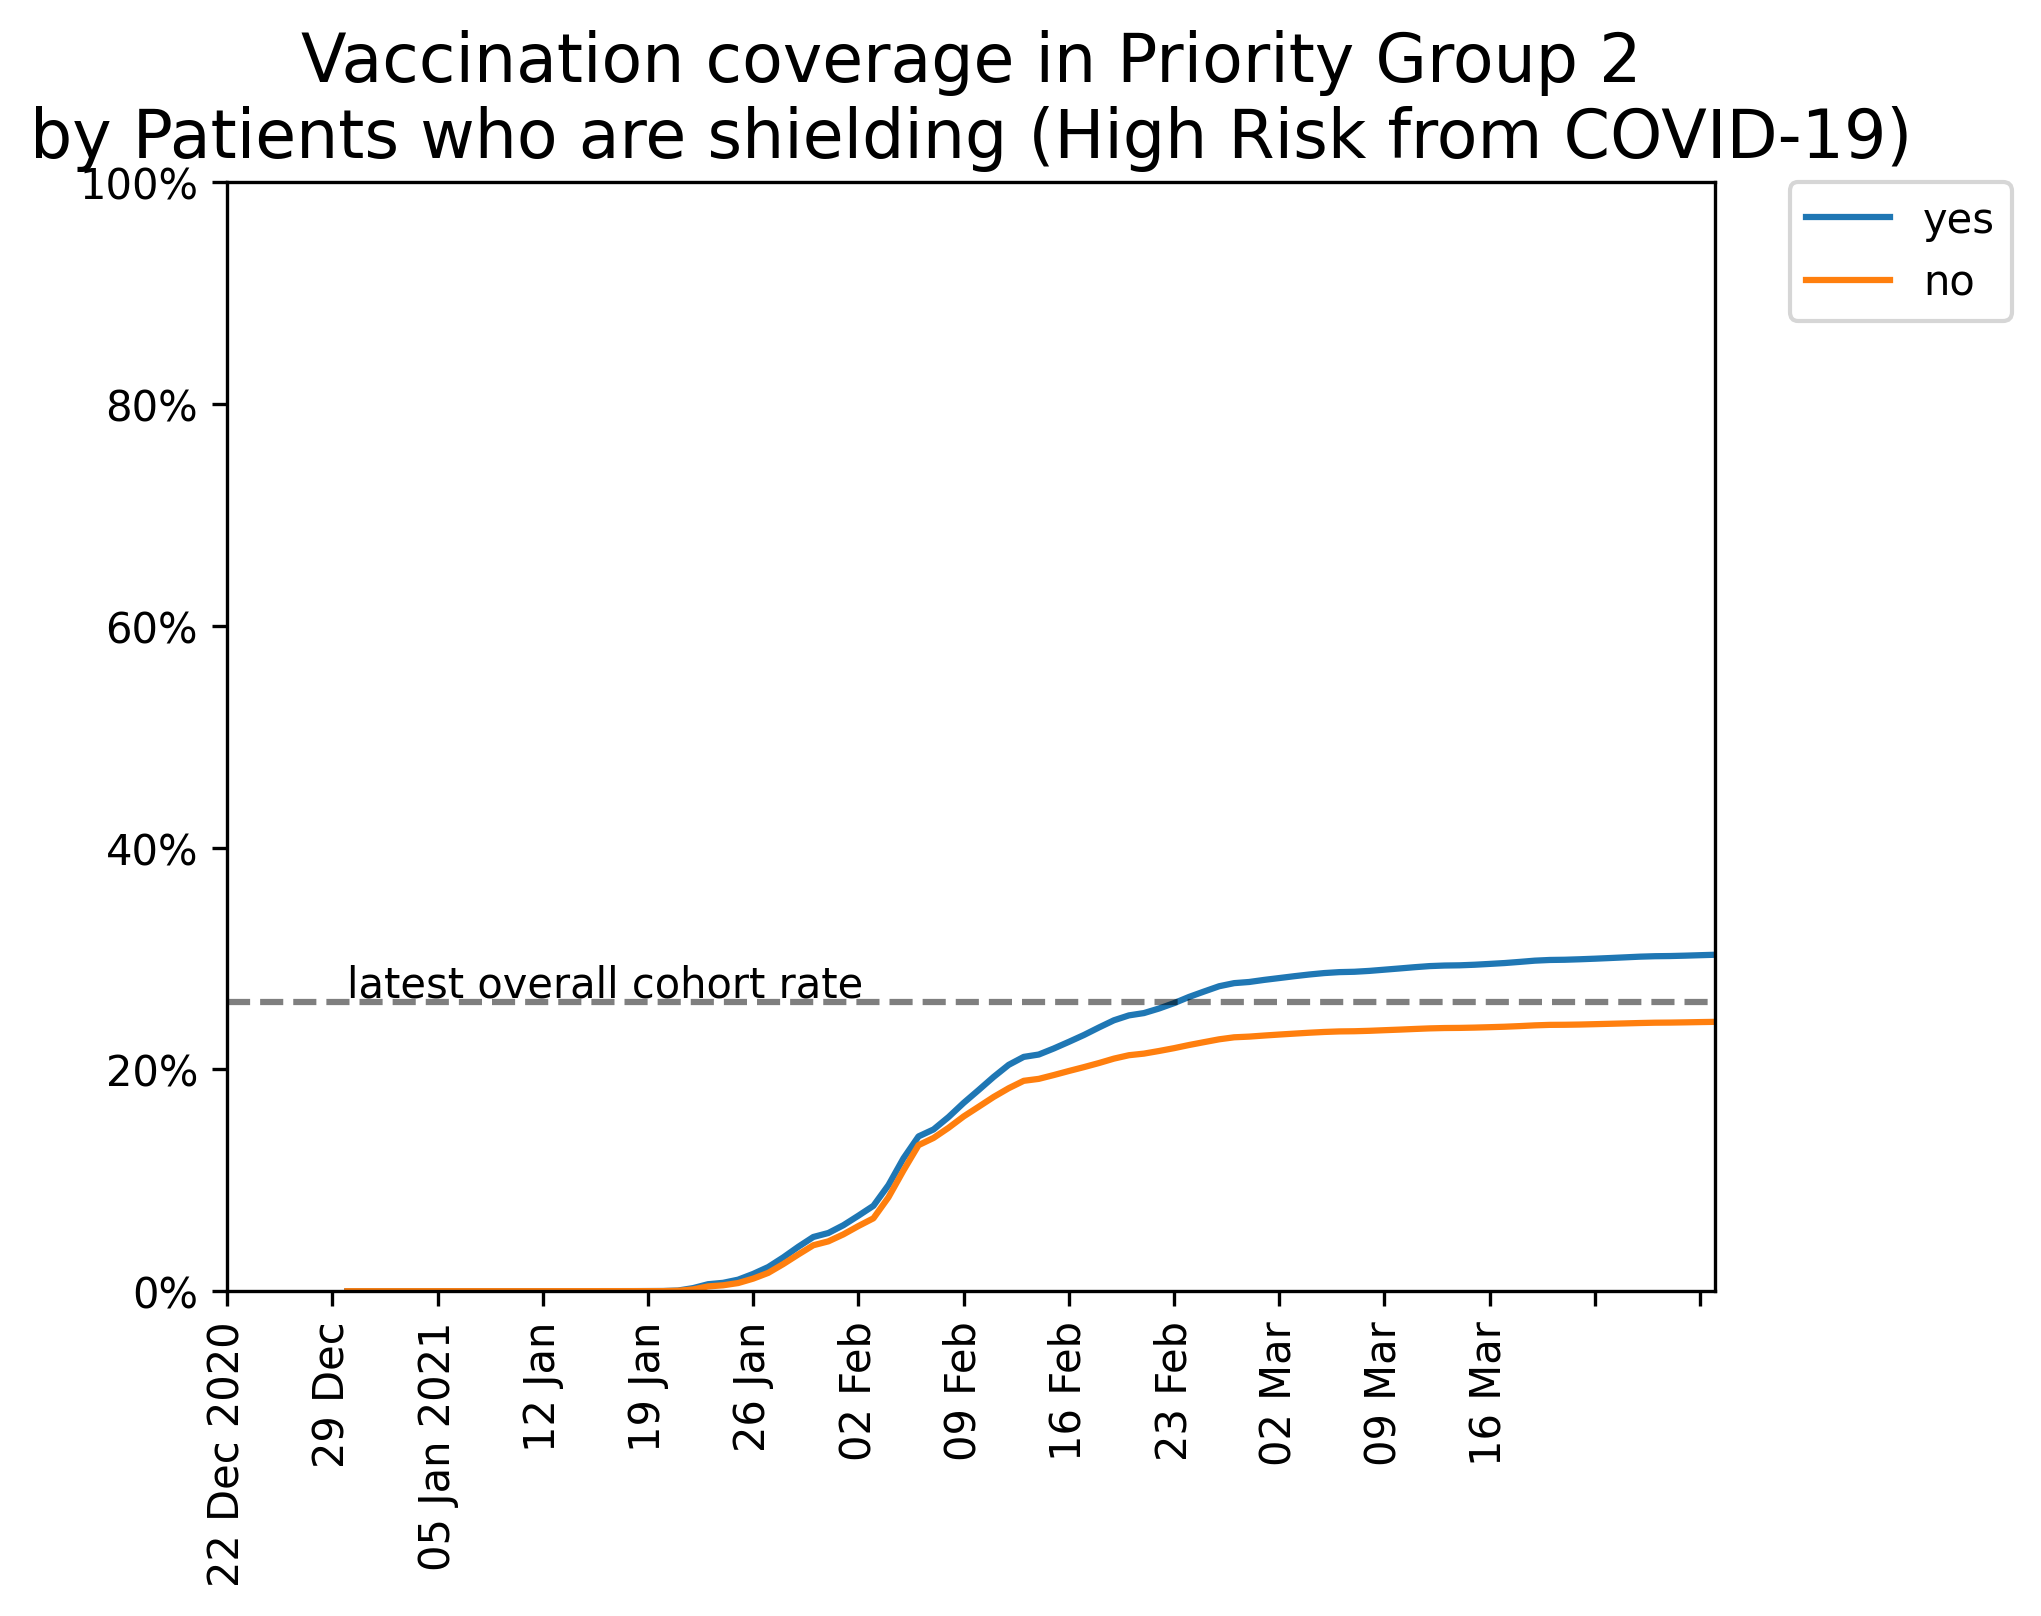 Vaccination coverage in Priority Group 2
by Patients who are shielding (High Risk from COVID-19)
100%
80%
60%
40%
20%
0%
latest overall cohort rate
yes
no
22 Dec 2020
29 Dec
05 Jan 2021
12 Jan
19 Jan
26 Jan
02 Feb
09 Feb
16 Feb
23 Feb
02 Mar
09 Mar
16 Mar